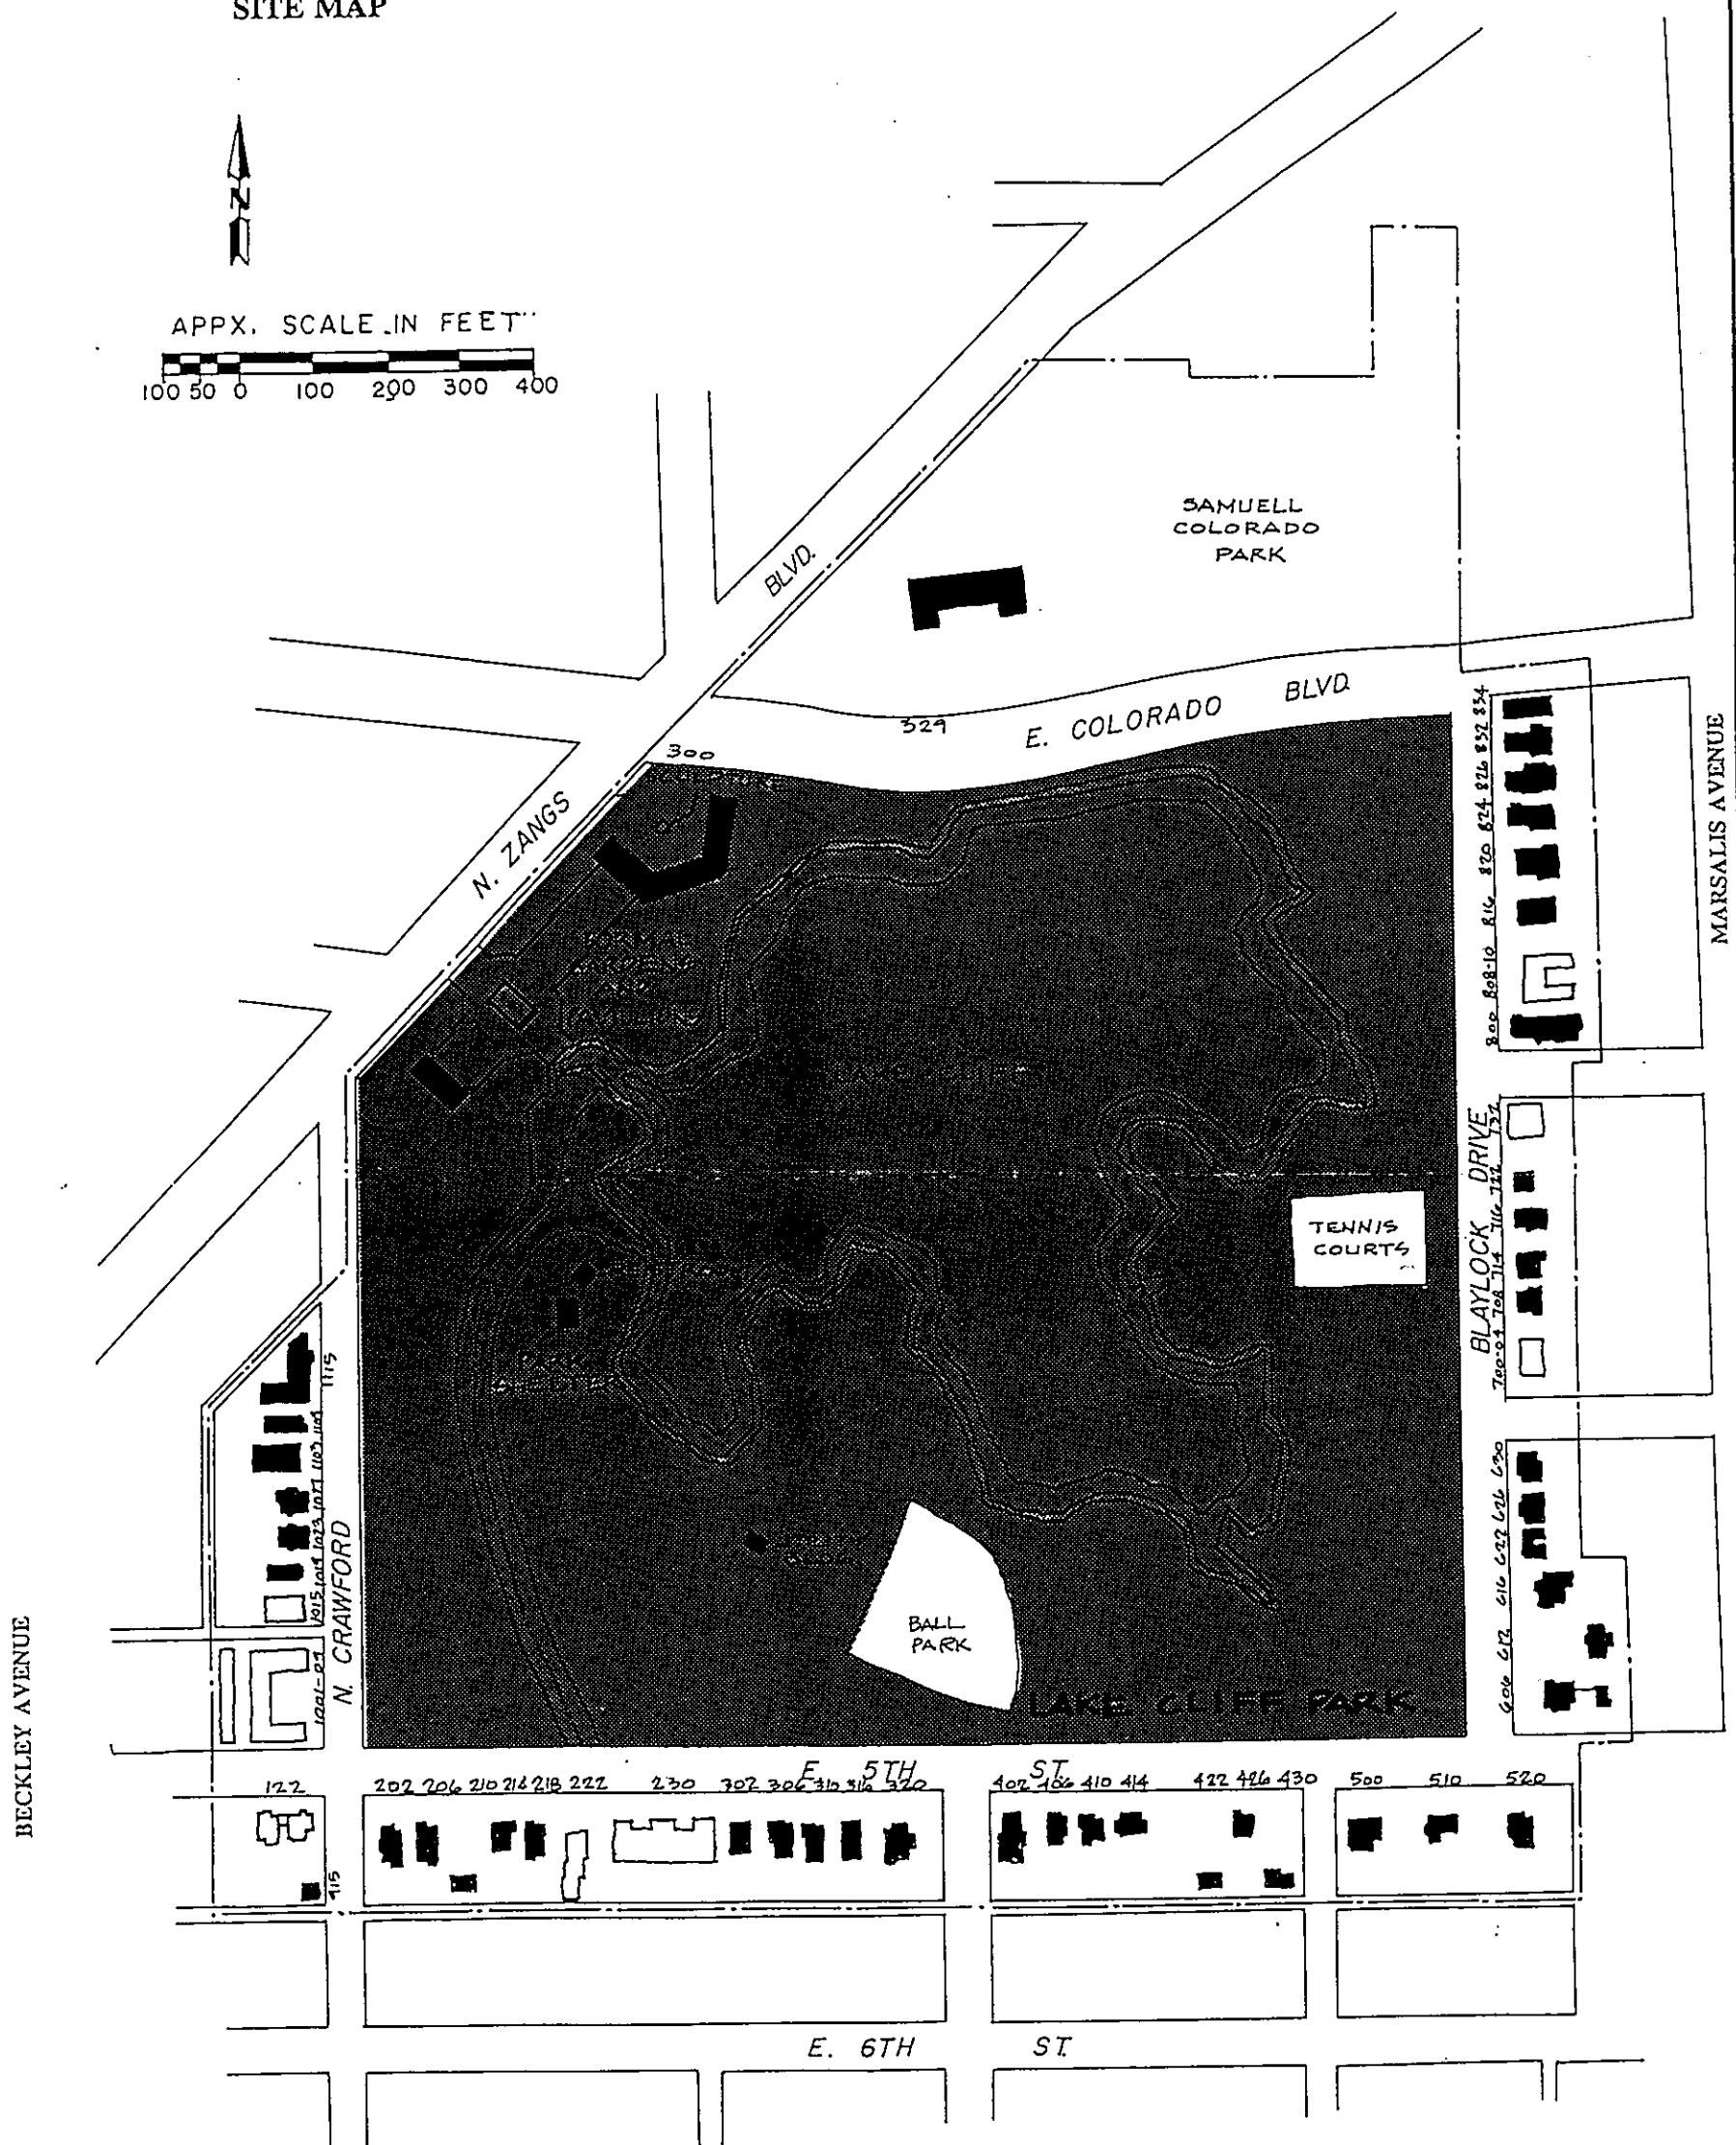 SITE MAP
N
APPX. SCALE IN FEET
100 50 0 100 200 300 400
SAMUELL
COLORADO
PARK
BLVD.
E. COLORADO BLVD.
329
300
N. ZANGS
834
832
826
824
820
816
808-10
800
MARSALIS AVENUE
BLAYLOCK DRIVE
722
716
714
708
700-04
TENNIS
COURTS
630
626
622
616
612
606
1115
1109
1103
1027
1023
1019
1015
1001-09
N. CRAWFORD
BALL
PARK
LAKE CLIFF PARK
BECKLEY AVENUE
E. 5TH ST.
122 202 206 210 214 218 222 230 302 306 310 316 320 402 406 410 414 422 426 430 500 510 520
915
E. 6TH ST.